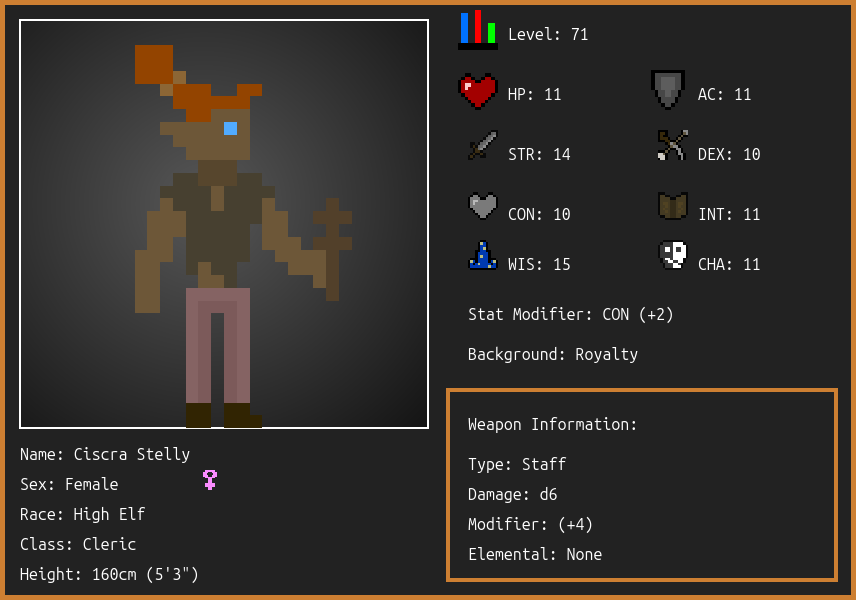 Level: 71
HP: 11
AC: 11
STR: 14
DEX: 10
CON: 10
INT: 11
WIS: 15
CHA: 11
Stat Modifier: CON (+2)
Background: Royalty
Weapon Information:
Type: Staff
Damage: d6
Modifier: (+4)
Elemental: None
Name: Ciscra Stelly
Sex: Female
Race: High Elf
Class: Cleric
Height: 160cm (5'3")